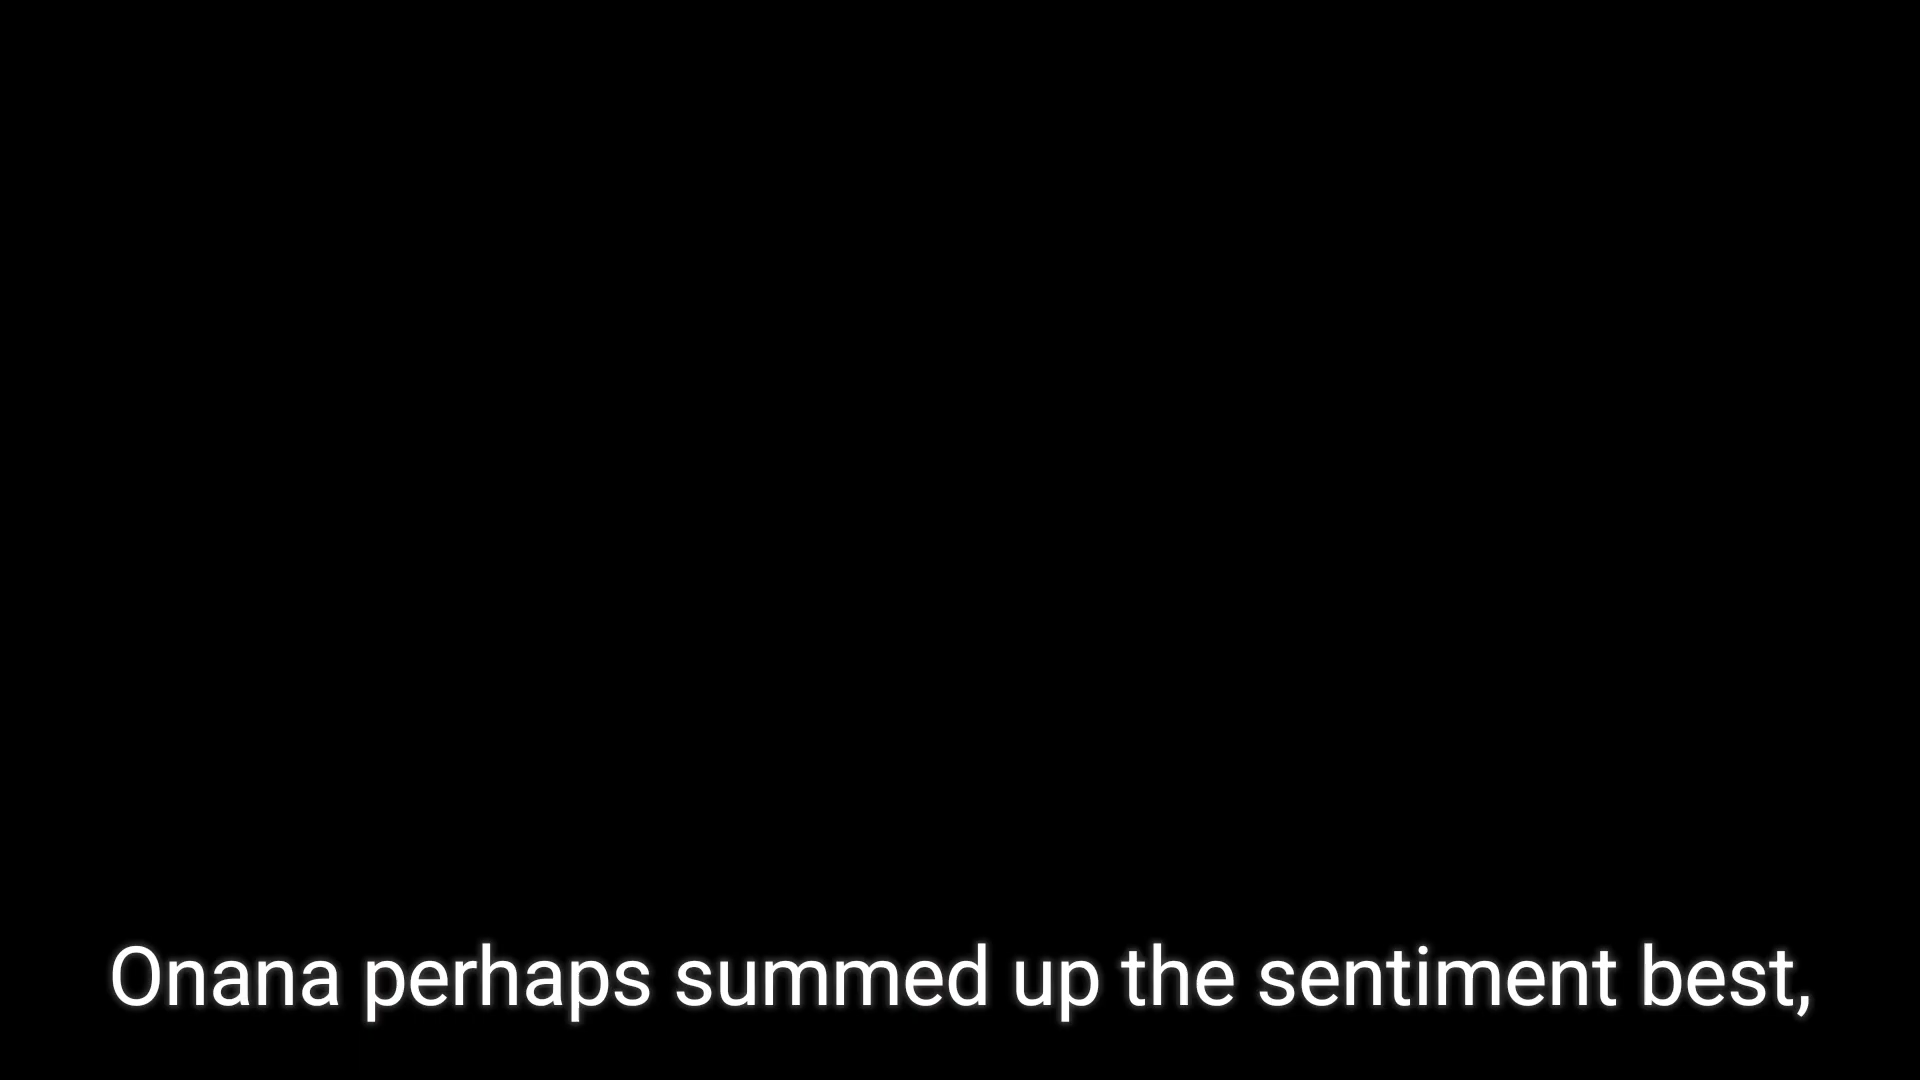 Onana perhaps summed up the sentiment best,